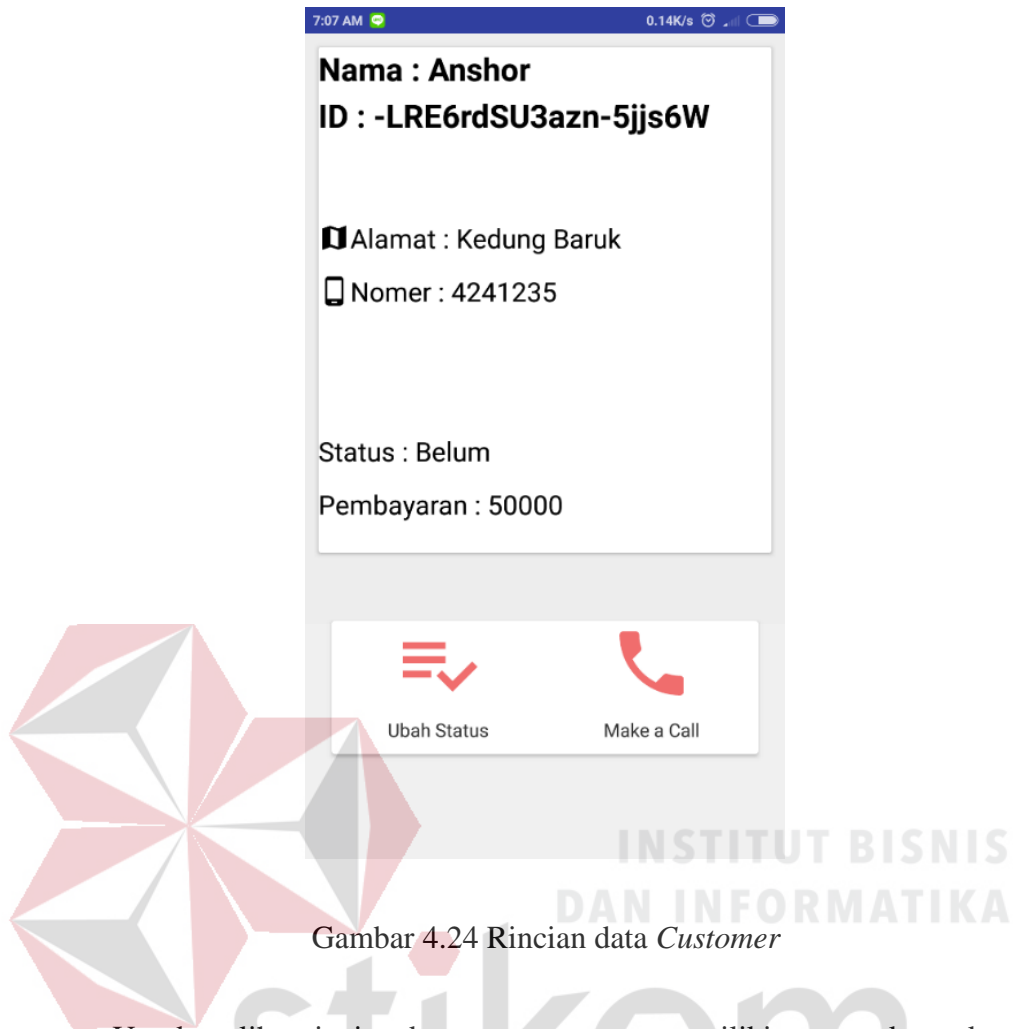 7:07 AM
0.14K/s
Nama : Anshor
ID : -LRE6rdSU3azn-5jjs6W
Alamat : Kedung Baruk
Nomer : 4241235
Status : Belum
Pembayaran : 50000
Ubah Status
Make a Call
INSTITUT BISNIS
DAN INFORMATIKA
Gambar 4.24 Rincian data Customer
stikom